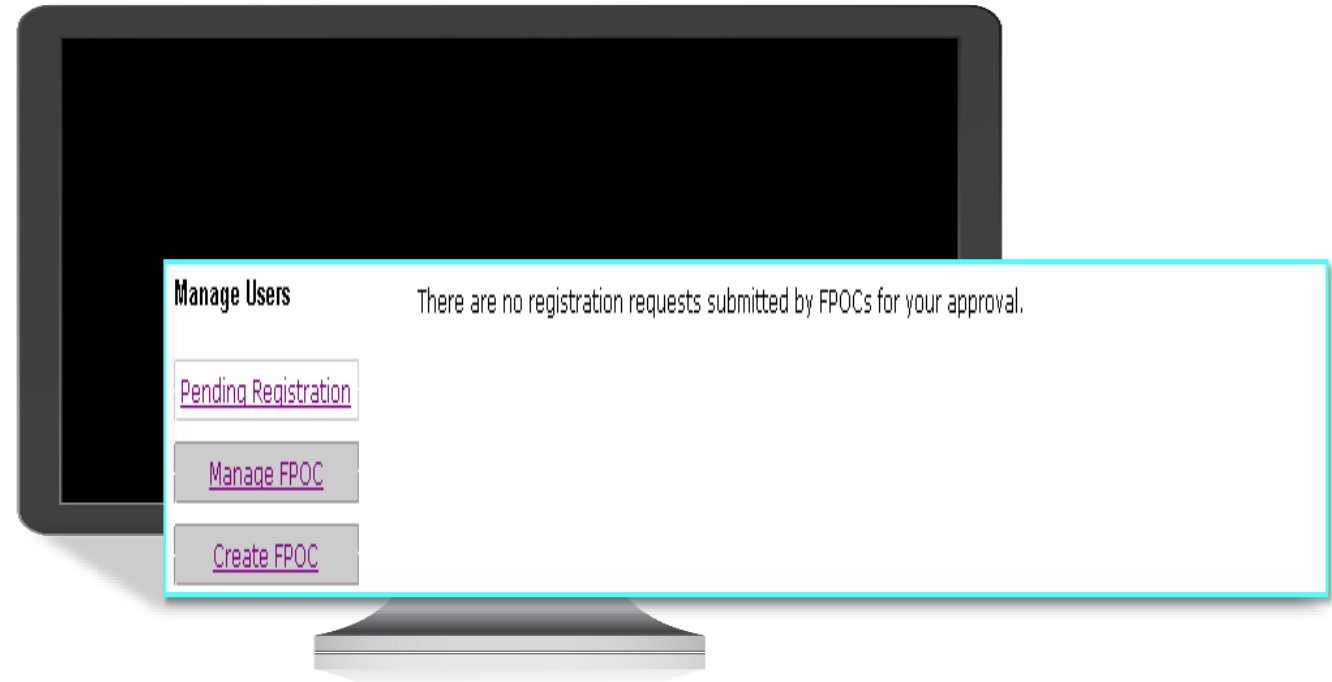 Manage Users
There are no registration requests submitted by FPOCs for your approval.
Pending Registration
Manage FPOC
Create FPOC